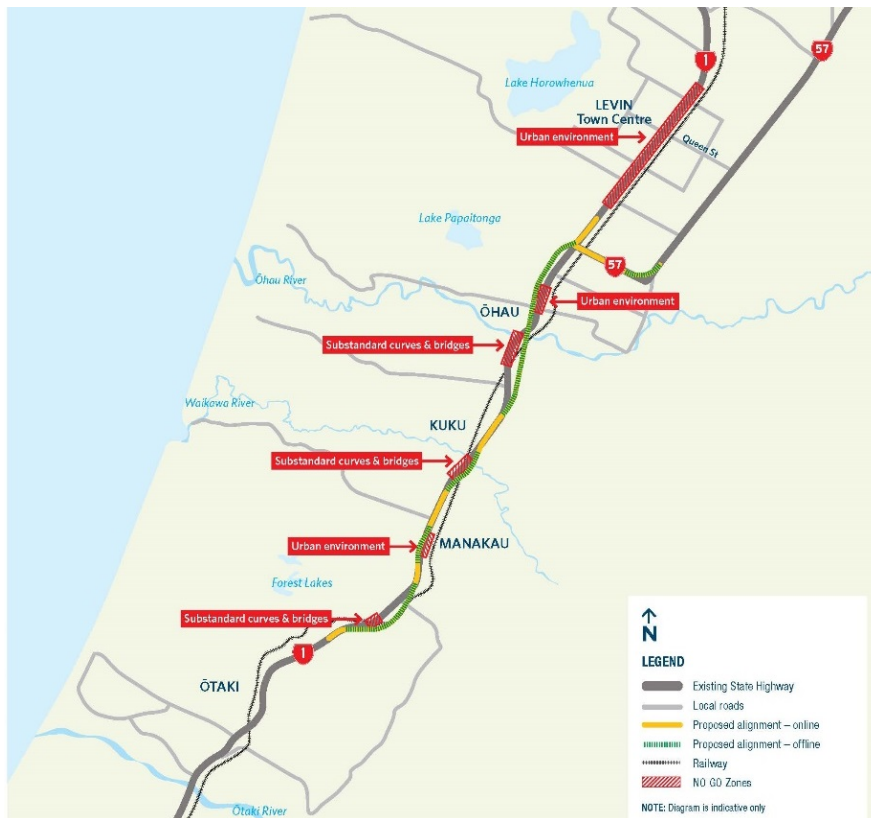 1
57
Lake Horowhenua
LEVIN
Town Centre
Urban environment
Queen St
Lake Papaitonga
57
Ōhau River
Urban environment
ŌHAU
Substandard curves & bridges
Waikawa River
KUKU
Substandard curves & bridges
Urban environment
MANAKAU
Forest Lakes
Substandard curves & bridges
1
ŌTAKI
Ōtaki River
N
LEGEND
Existing State Highway
Local roads
Proposed alignment – online
Proposed alignment – offline
Railway
NO GO Zones
NOTE: Diagram is indicative only